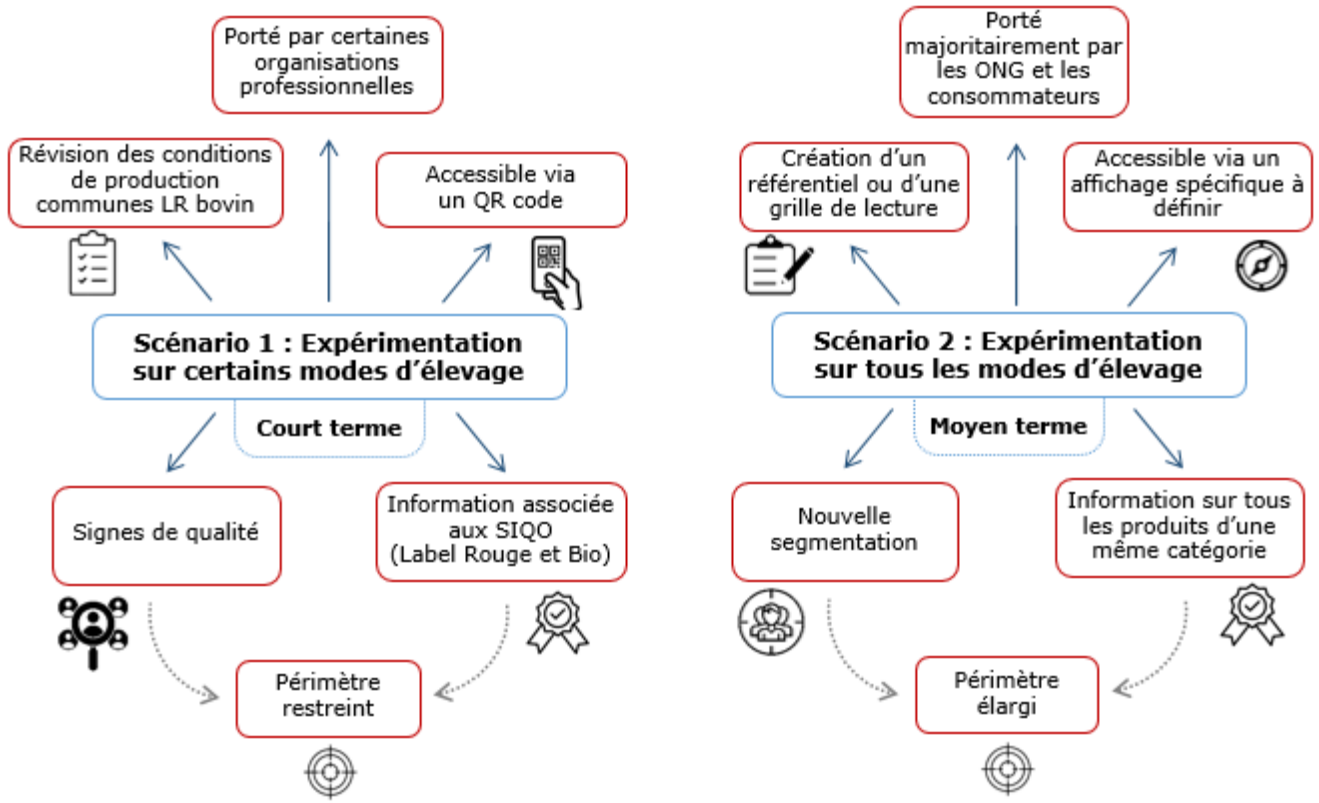 Porté par certaines
organisations
professionnelles
Révision des conditions
de production
communes LR bovin
Accessible via
un QR code
Scénario 1 : Expérimentation
sur certains modes d'élevage
Court terme
Signes de qualité
Information associée
aux SIQO
(Label Rouge et Bio)
Périmètre
restreint
Porté
majoritairement par
les ONG et les
consommateurs
Création d'un
référentiel ou d'une
grille de lecture
Accessible via un
affichage spécifique à
définir
Scénario 2 : Expérimentation
sur tous les modes d'élevage
Moyen terme
Nouvelle
segmentation
Information sur tous
les produits d'une
même catégorie
Périmètre
élargi